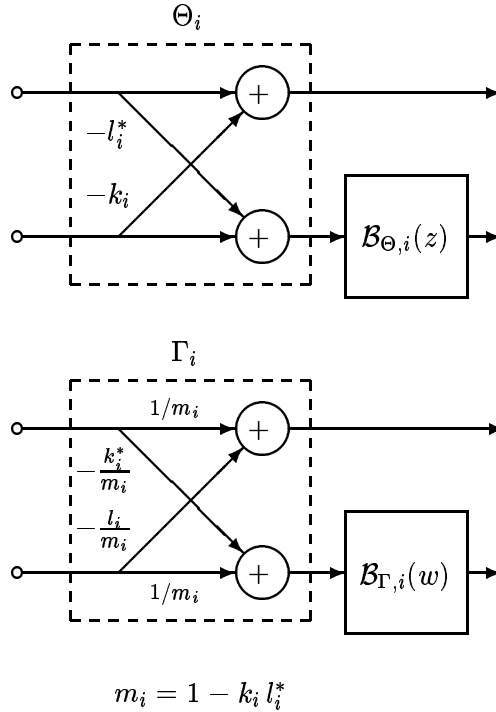 Θ_i
+
−l_i^*
−k_i
+
ℬ_{Θ,i}(z)
Γ_i
1/m_i
+
−k_i^*/m_i
−l_i/m_i
+
ℬ_{Γ,i}(w)
1/m_i
m_i = 1 − k_i l_i^*